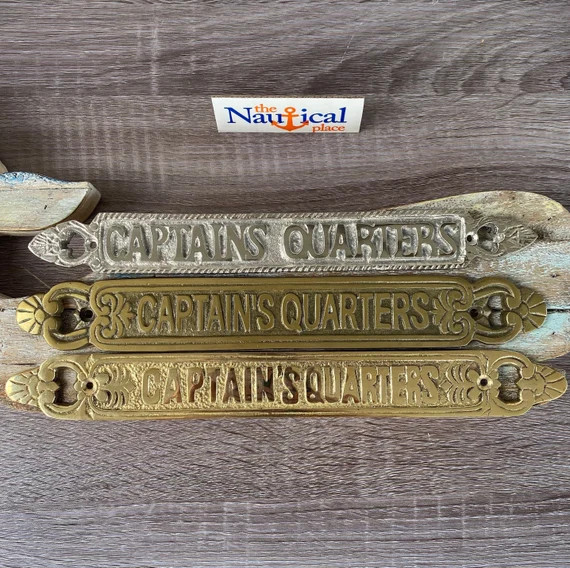 the
Nautical
place
CAPTAINS QUARTERS
CAPTAIN'S QUARTERS
CAPTAIN'S QUARTERS